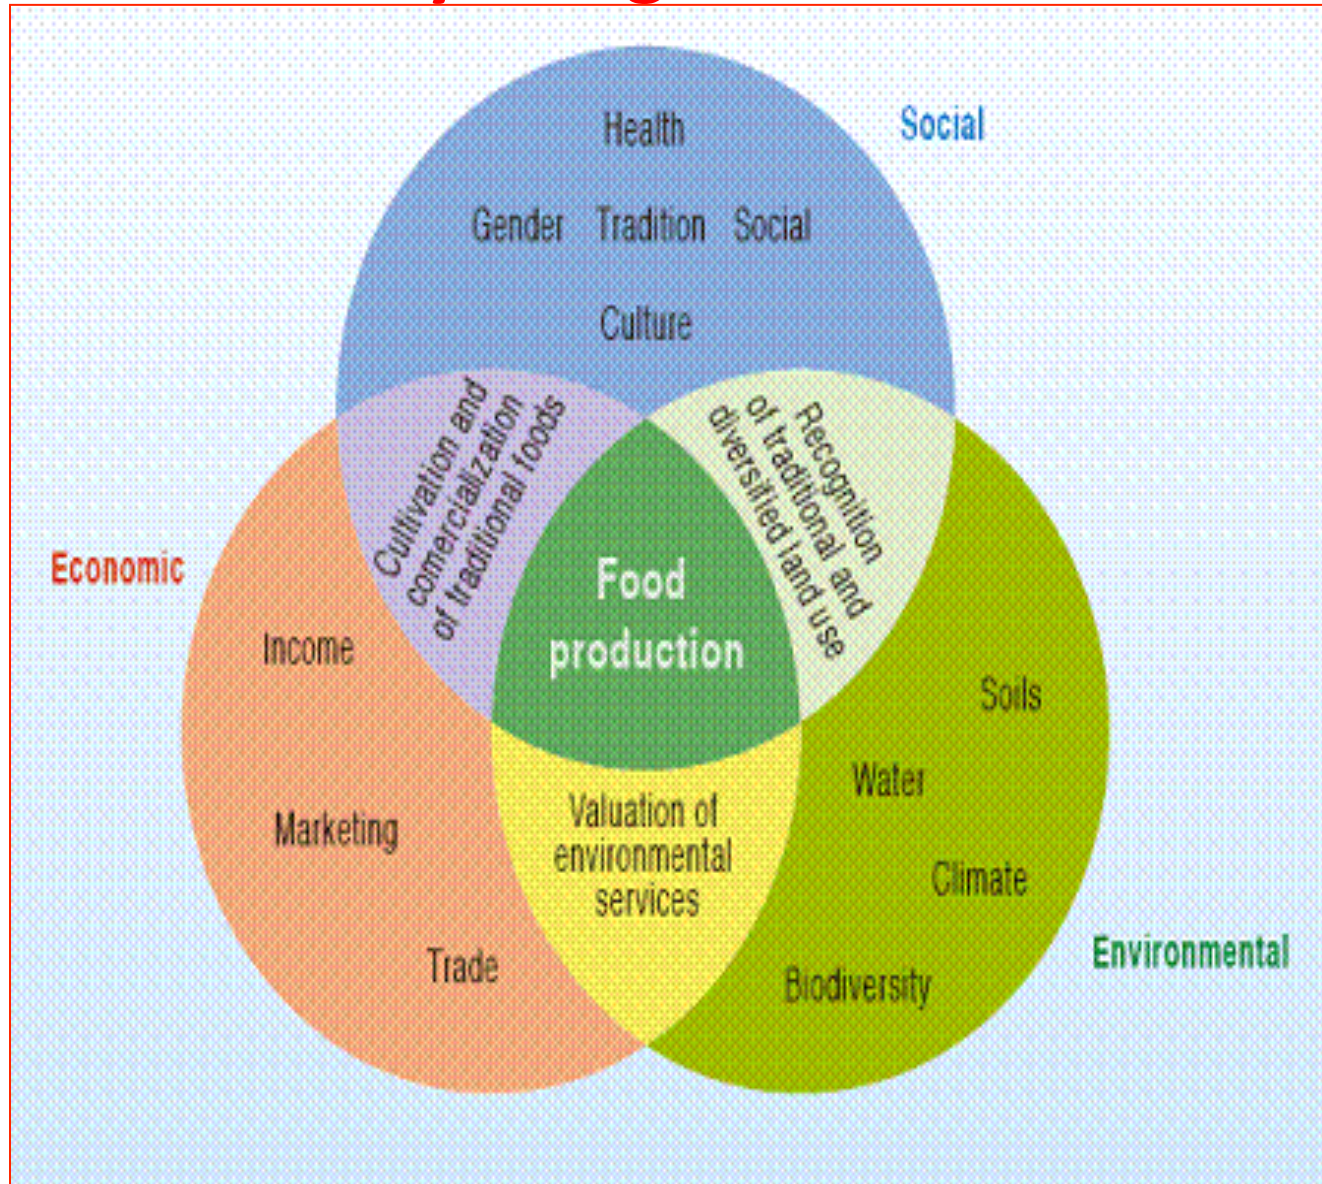 Health
Social
Gender Tradition Social
Culture
Cultivation and
comercialization
of traditional foods
Recognition
of traditional and
diversified land use
Economic
Food
production
Income
Soils
Water
Marketing
Valuation of
environmental
services
Climate
Environmental
Trade
Biodiversity